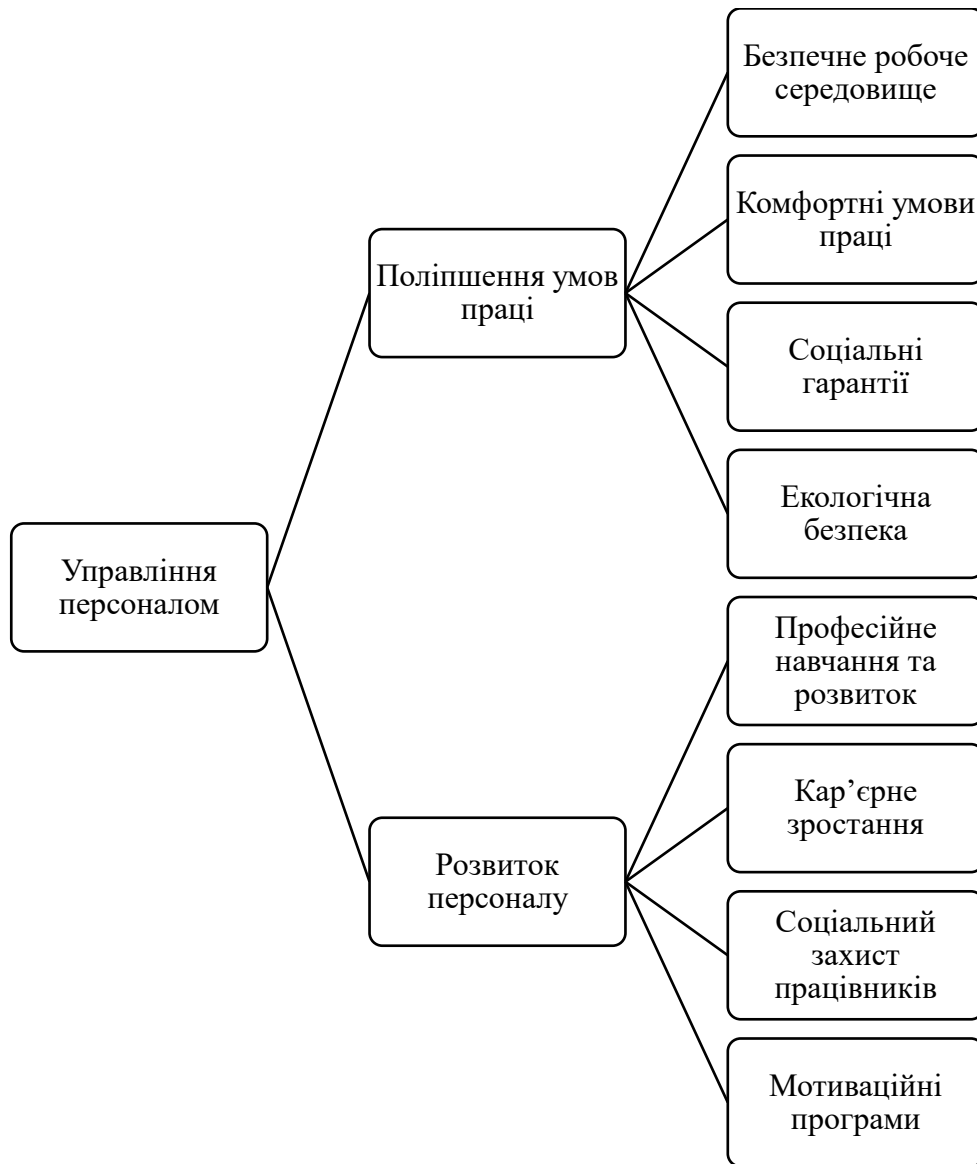 Безпечне робоче
середовище
Комфортні умови
праці
Поліпшення умов
праці
Соціальні
гарантії
Екологічна
безпека
Управління
персоналом
Професійне
навчання та
розвиток
Кар’єрне
зростання
Розвиток
персоналу
Соціальний
захист
працівників
Мотиваційні
програми